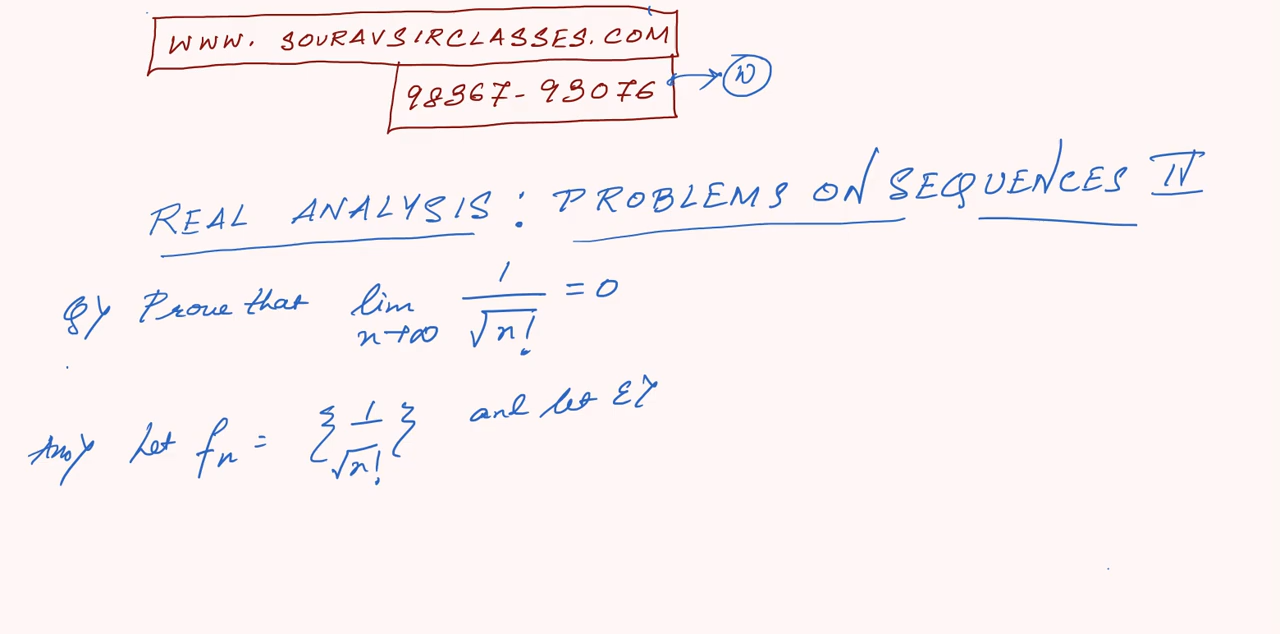 WWW. SOURAVSIRCLASSES.COM
98367-93076 → W
REAL ANALYSIS: PROBLEMS ON SEQUENCES IV
Q> Prove that lim n→∞ 1/√n! = 0
Ans> Let fn = {1/√n!} and let ε>